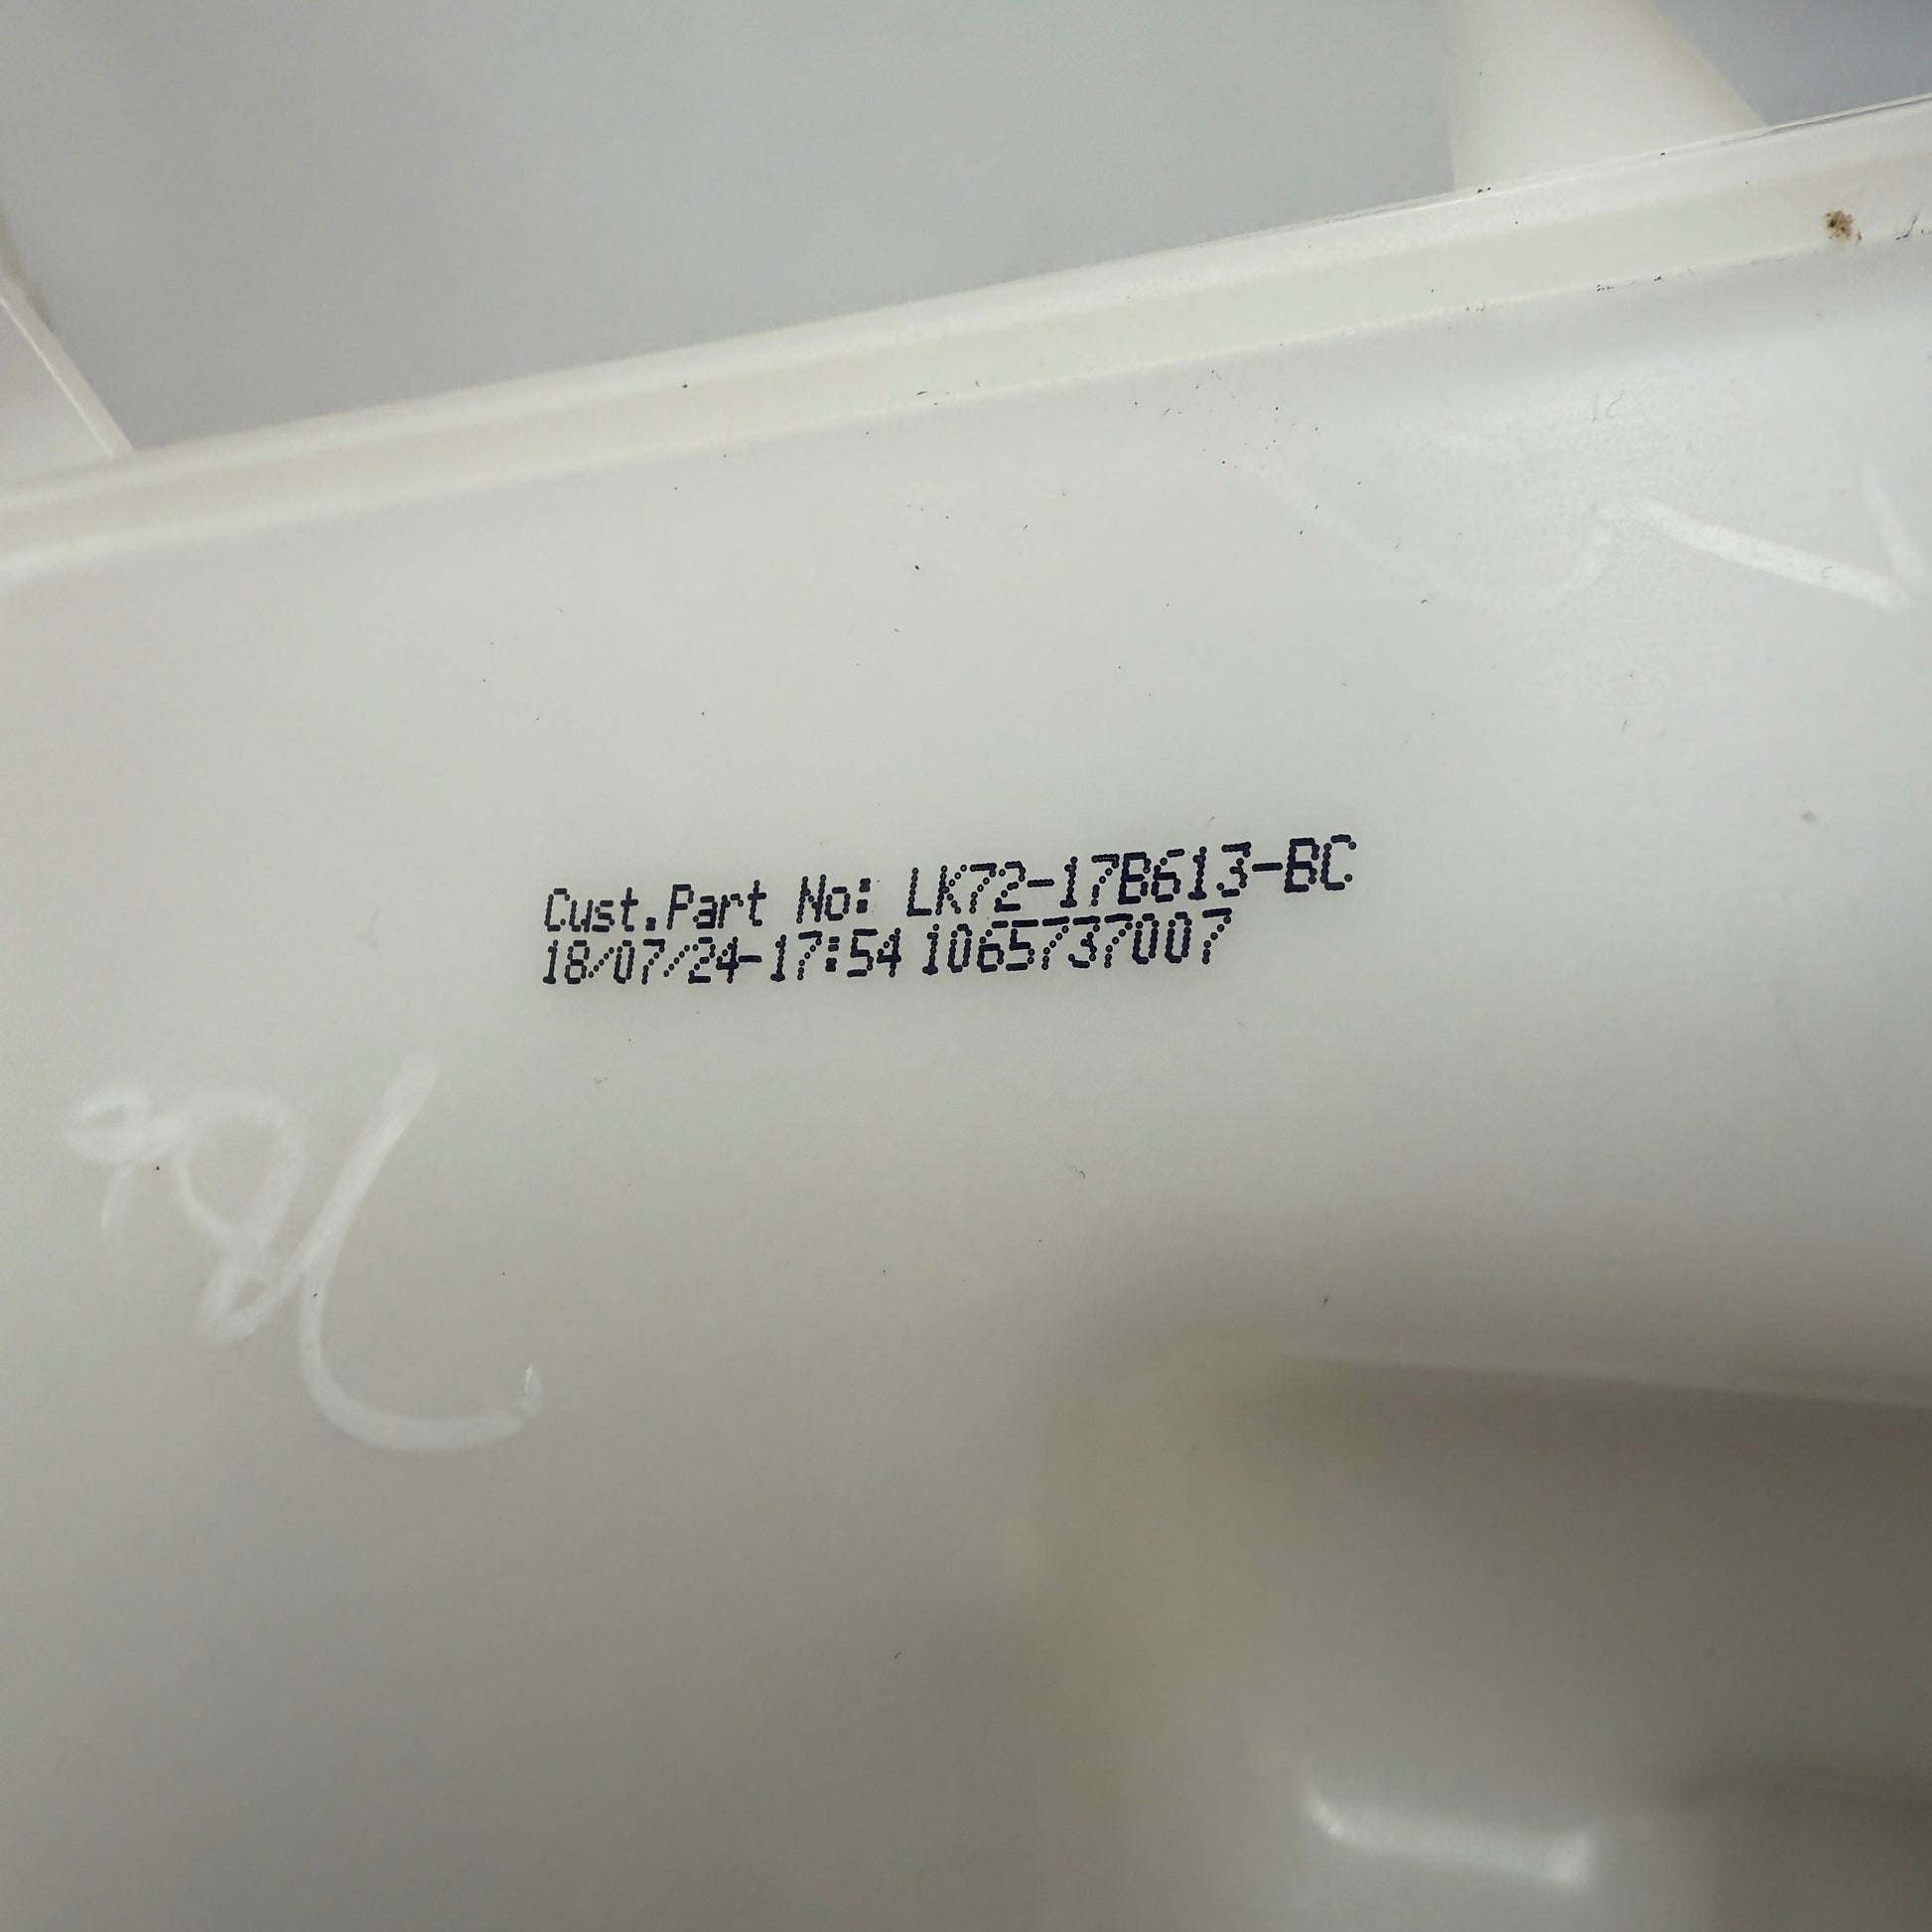 Cust.Part No: LK72-17B613-BC
18/07/24-17:54 1065737007